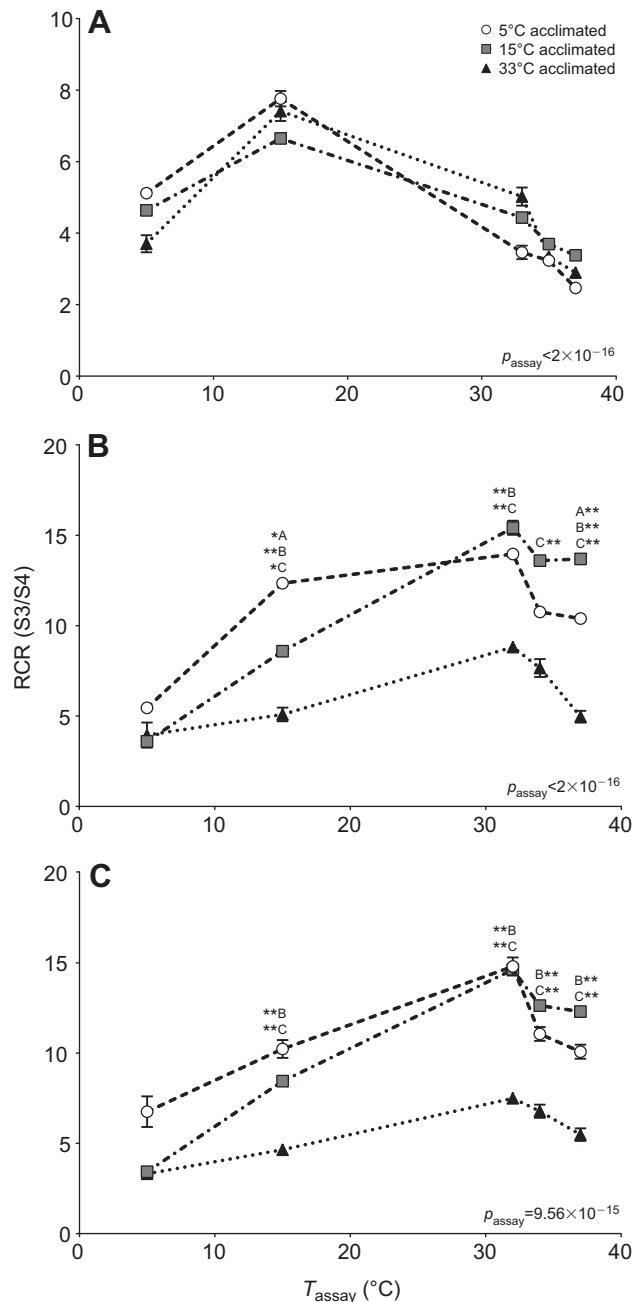 A
5°C acclimated
15°C acclimated
33°C acclimated
10
8
6
4
2
0
p_assay<2×10⁻¹⁶
0 10 20 30 40
B
20
15
10
5
0
*A
**B
*C
**B
**C
C**
A**
B**
C**
p_assay<2×10⁻¹⁶
0 10 20 30 40
RCR (S3/S4)
C
20
15
10
5
0
**B
**C
**B
**C
B**
C**
B**
C**
p_assay=9.56×10⁻¹⁵
0 10 20 30 40
T_assay (°C)